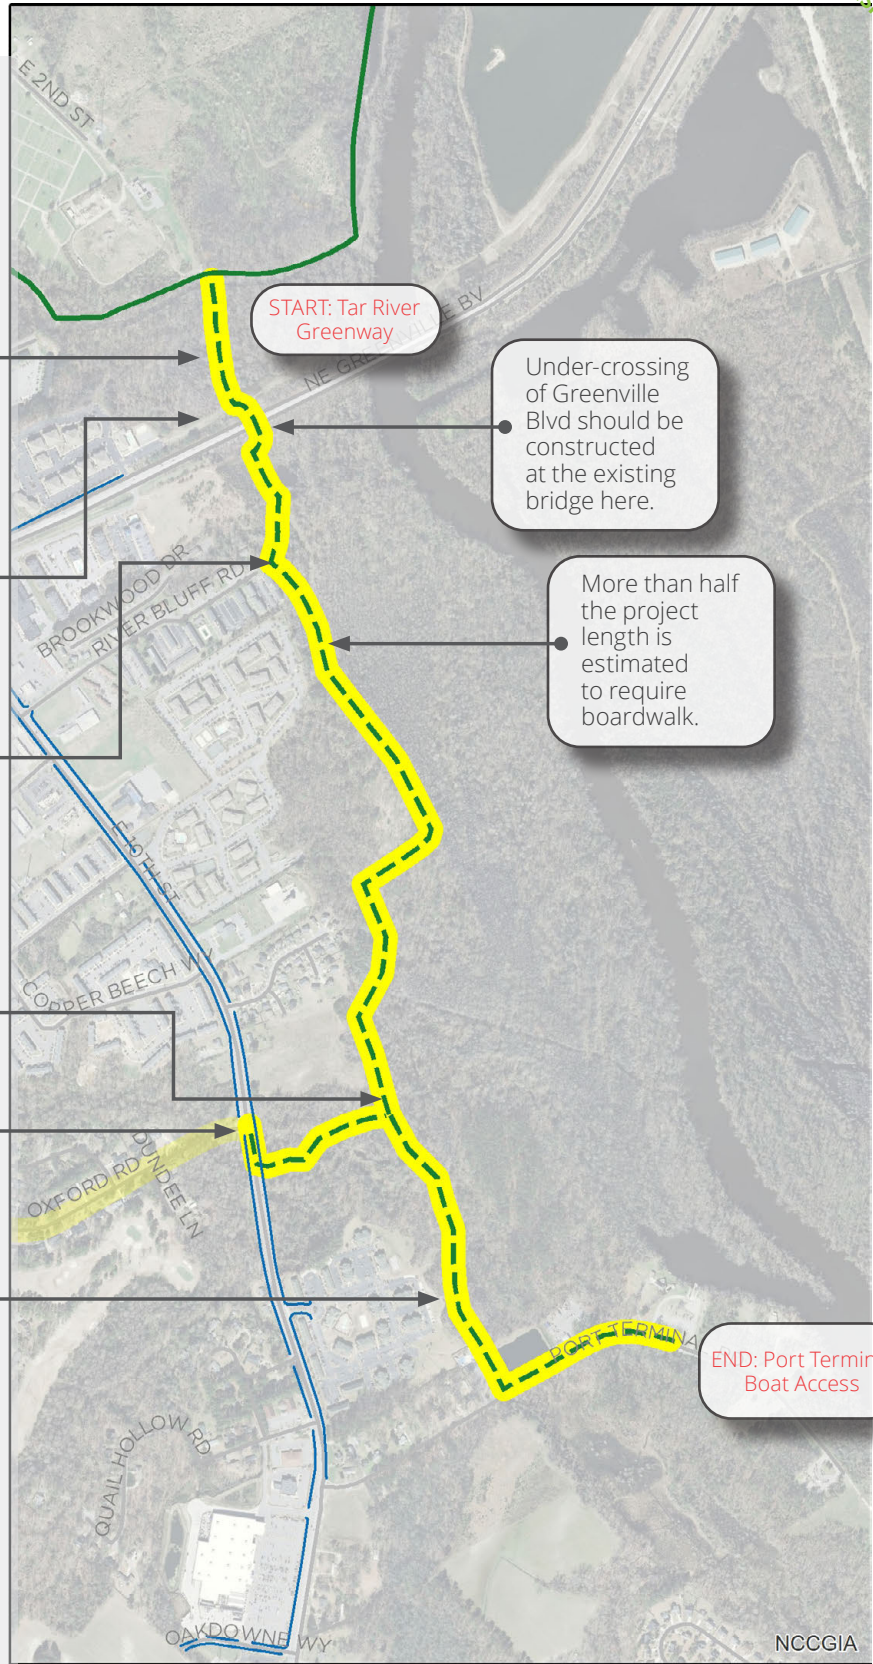 E 2ND ST
START: Tar River
Greenway
NE GREENVILLE BV
Under-crossing
of Greenville
Blvd should be
constructed
at the existing
bridge here.
BROOKWOOD DR
RIVER BLUFF RD
More than half
the project
length is
estimated
to require
boardwalk.
E 10TH ST
COPPER BEECH WY
OXFORD RD
DUNDEE LN
PORT TERMINA
END: Port Termin
Boat Access
QUAIL HOLLOW RD
OAKDOWNE WY
NCCGIA